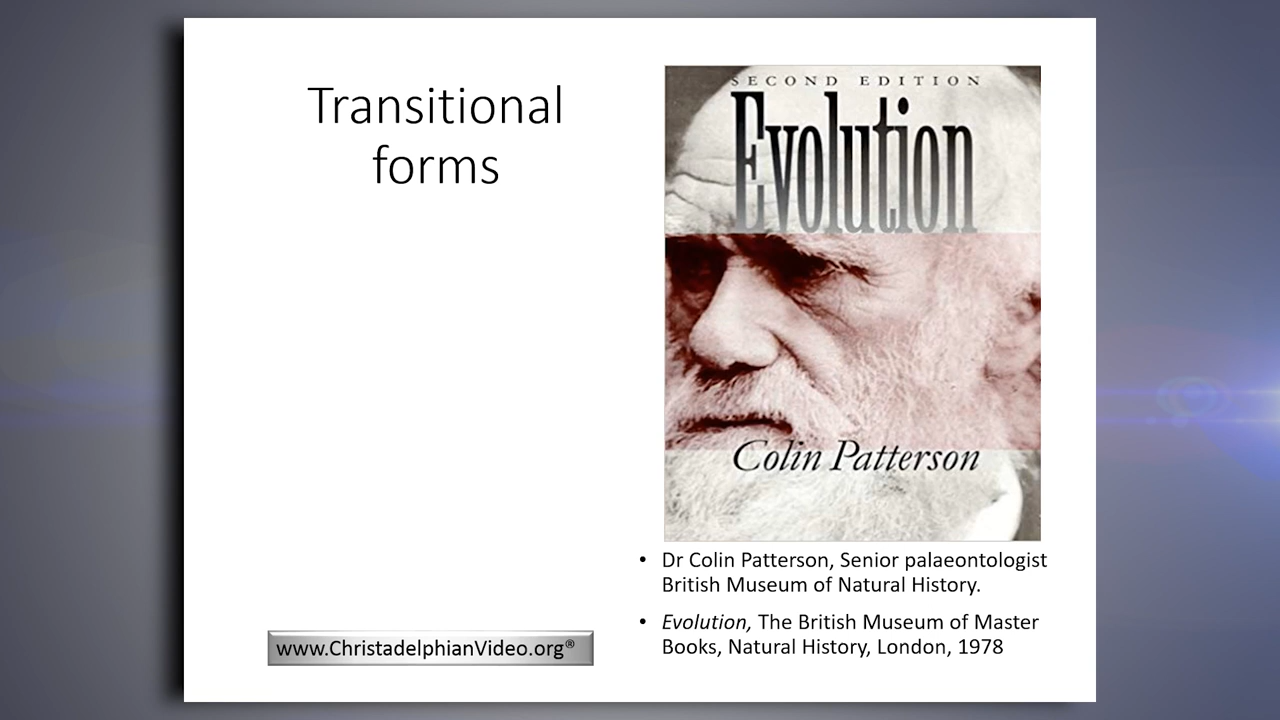 Transitional
forms
SECOND EDITION
Evolution
Colin Patterson
• Dr Colin Patterson, Senior palaeontologist
British Museum of Natural History.
• Evolution, The British Museum of Master
Books, Natural History, London, 1978
www.ChristadelphianVideo.org®